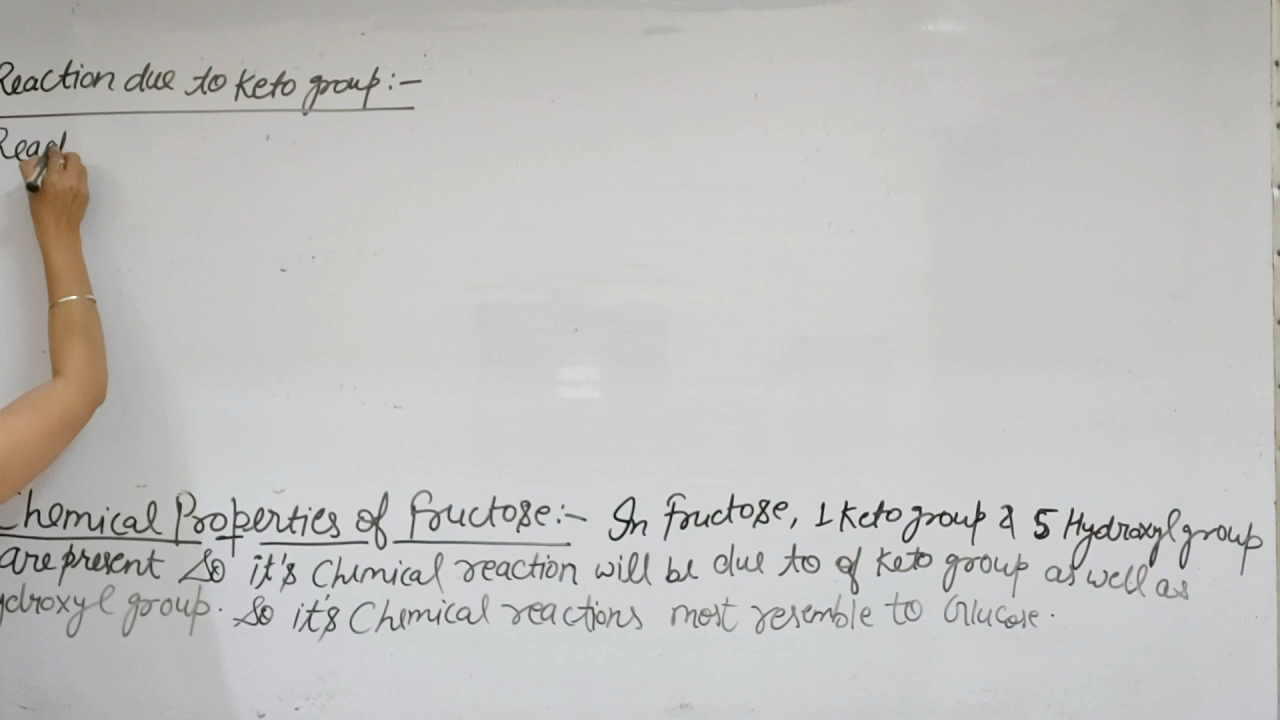 Reaction due to Keto group:-
Read
Chemical Properties of fructose:- In fructose, 1 Keto group & 5 Hydroxyl group
are present So it's Chemical reaction will be due to of Keto group as well as
ydroxyl group. So it's Chemical reactions most resemble to Glucose.